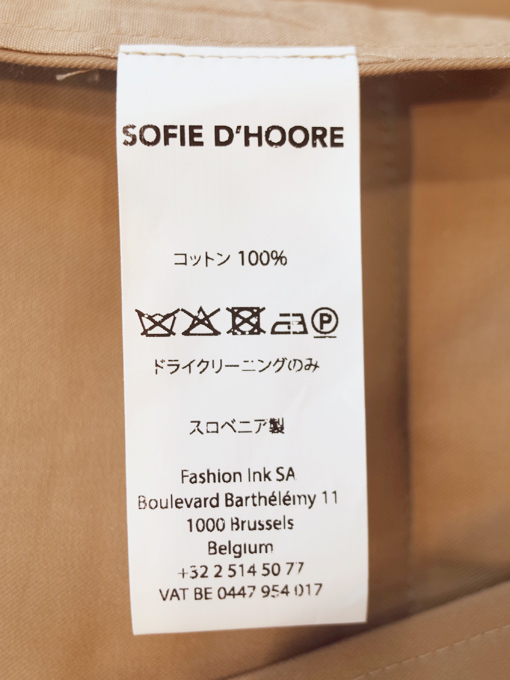 SOFIE D'HOORE
コットン 100%
P
ドライクリーニングのみ
スロベニア製
Fashion Ink SA
Boulevard Barthélémy 11
1000 Brussels
Belgium
+32 2 514 50 77
VAT BE 0447 954 017